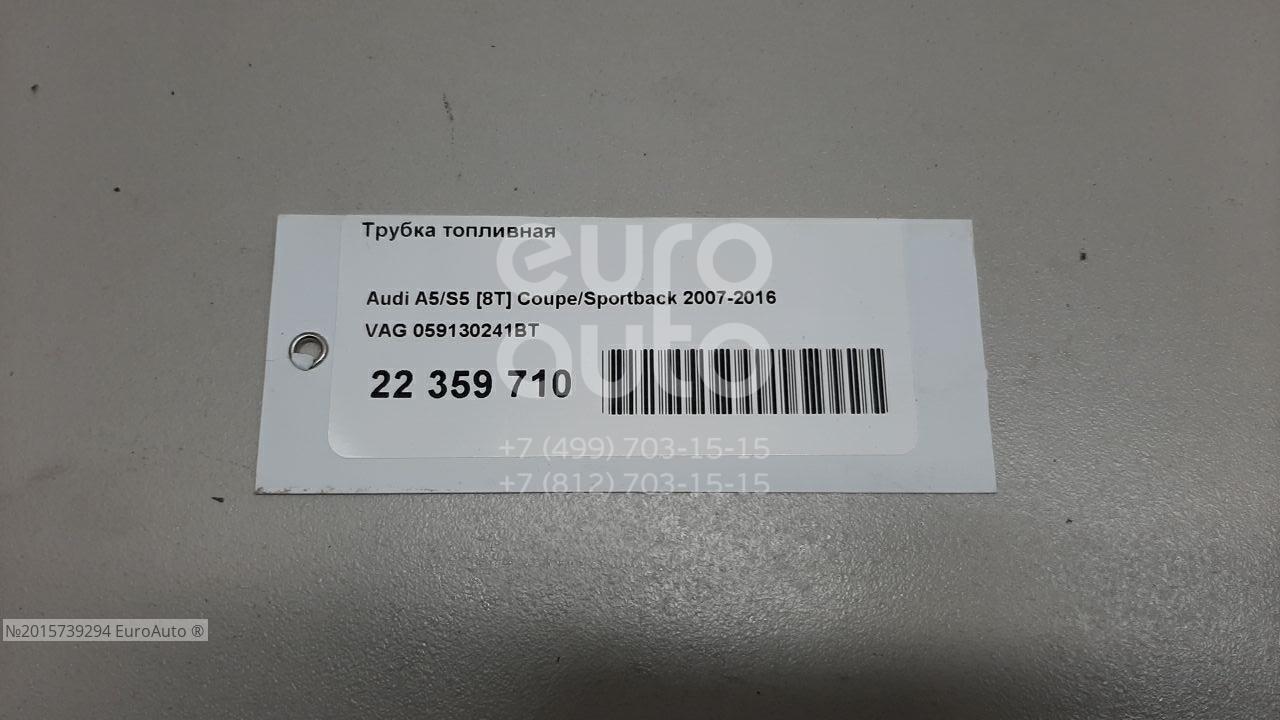 Трубка топливная
euro
auto
Audi A5/S5 [8T] Coupe/Sportback 2007-2016
VAG 059130241BT
22 359 710
+7 (499) 703-15-15
+7 (812) 703-15-15
№2015739294 EuroAuto ®